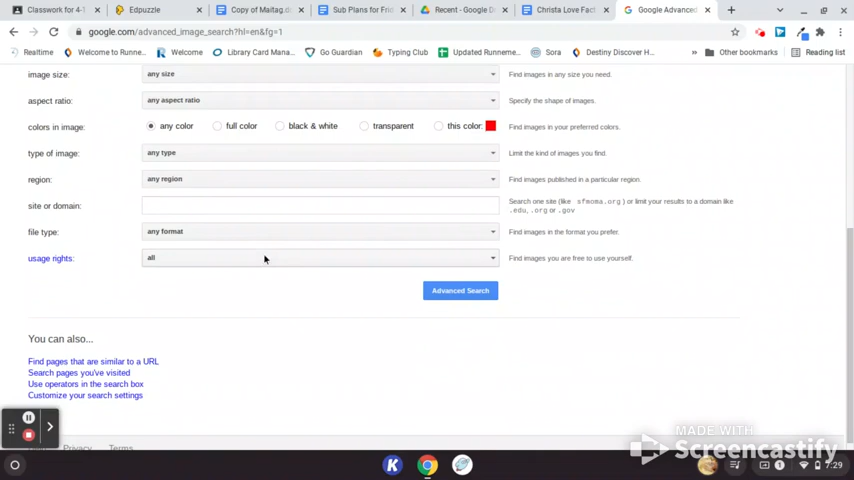 Classwork for 4-1
Edpuzzle
Copy of Maitag.do
Sub Plans for Frid
Recent - Google Dr
Christa Love Fact
Google Advanced
google.com/advanced_image_search?hl=en&fg=1
Realtime
Welcome to Runne...
Welcome
Library Card Mana...
Go Guardian
Typing Club
Updated Runneme...
Sora
Destiny Discover H...
»
Other bookmarks
Reading list
image size: any size Find images in any size you need.
aspect ratio: any aspect ratio Specify the shape of images.
colors in image: any color full color black & white transparent this color: Find images in your preferred colors.
type of image: any type Limit the kind of images you find.
region: any region Find images published in a particular region.
site or domain: Search one site (like sfmoma.org ) or limit your results to a domain like
.edu, .org or .gov
file type: any format Find images in the format you prefer.
usage rights: all Find images you are free to use yourself.
Advanced Search
You can also...
Find pages that are similar to a URL
Search pages you've visited
Use operators in the search box
Customize your search settings
Privacy Terms
MADE WITH
Screencastify
K
1
7:29